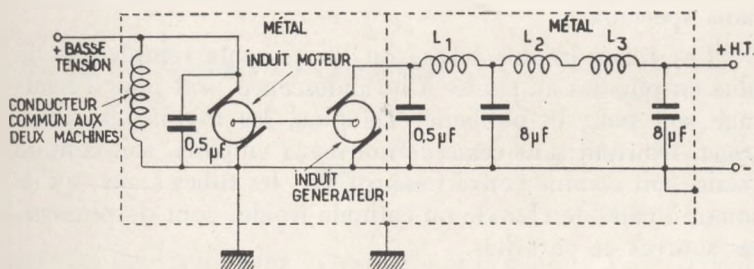 MÉTAL
MÉTAL
+ BASSE
TENSION
INDUIT MOTEUR
L1
L2
L3
+ H.T.
CONDUCTEUR
COMMUN AUX
DEUX MACHINES
0,5µF
INDUIT
GENERATEUR
0,5µF
8µF
8µF
-